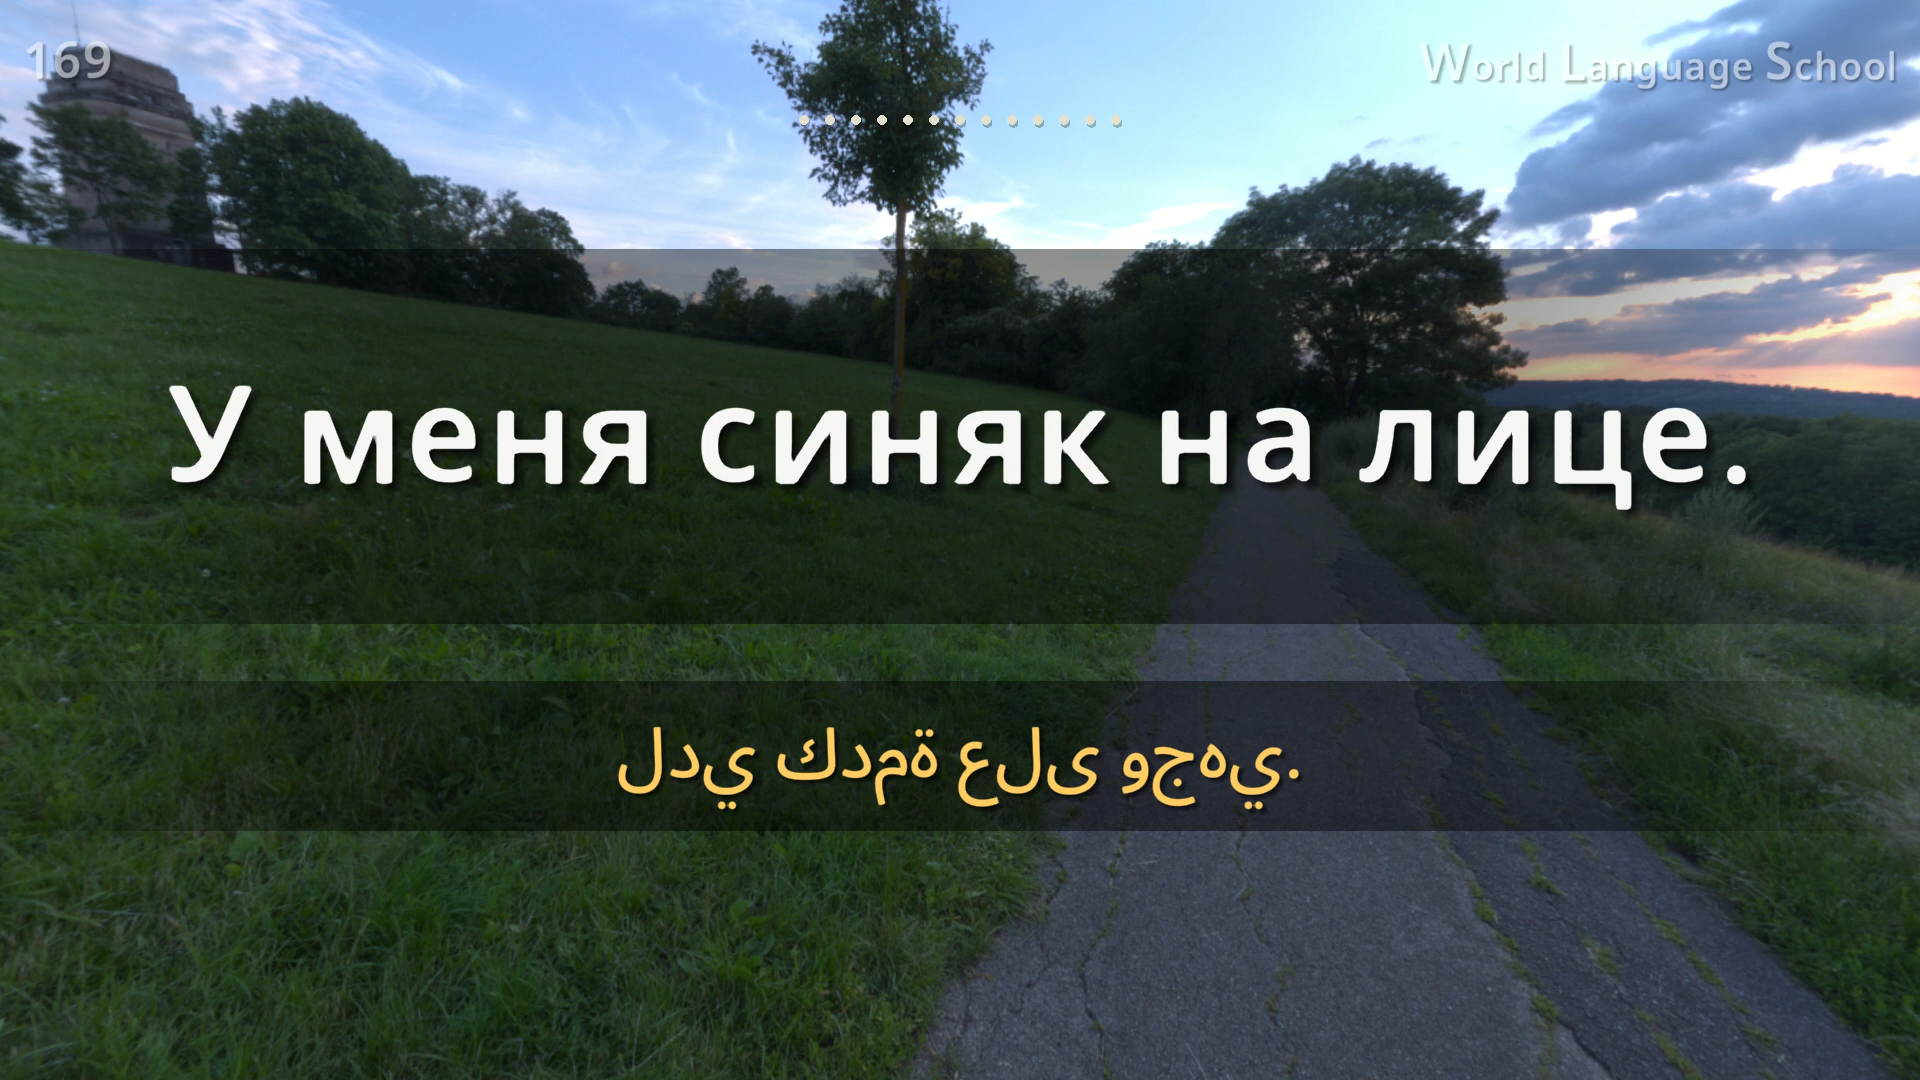 169
World Language School
У меня синяк на лице.
لدي كدمة على وجهي.